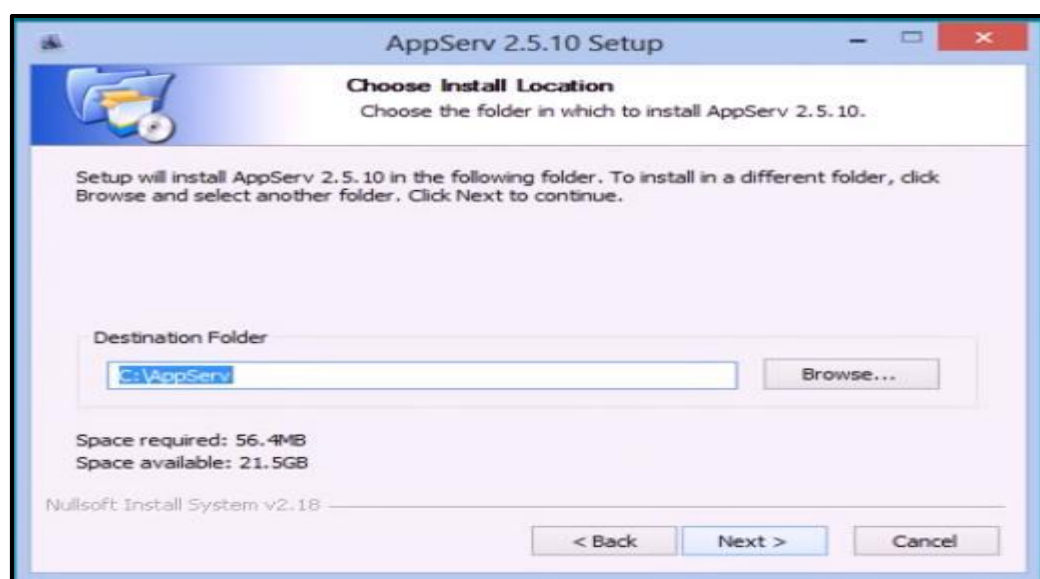 AppServ 2.5.10 Setup
Choose Install Location
Choose the folder in which to install AppServ 2.5.10.
Setup will install AppServ 2.5.10 in the following folder. To install in a different folder, click
Browse and select another folder. Click Next to continue.
Destination Folder
C:\AppServ
Browse...
Space required: 56.4MB
Space available: 21.5GB
Nullsoft Install System v2.18
< Back
Next >
Cancel